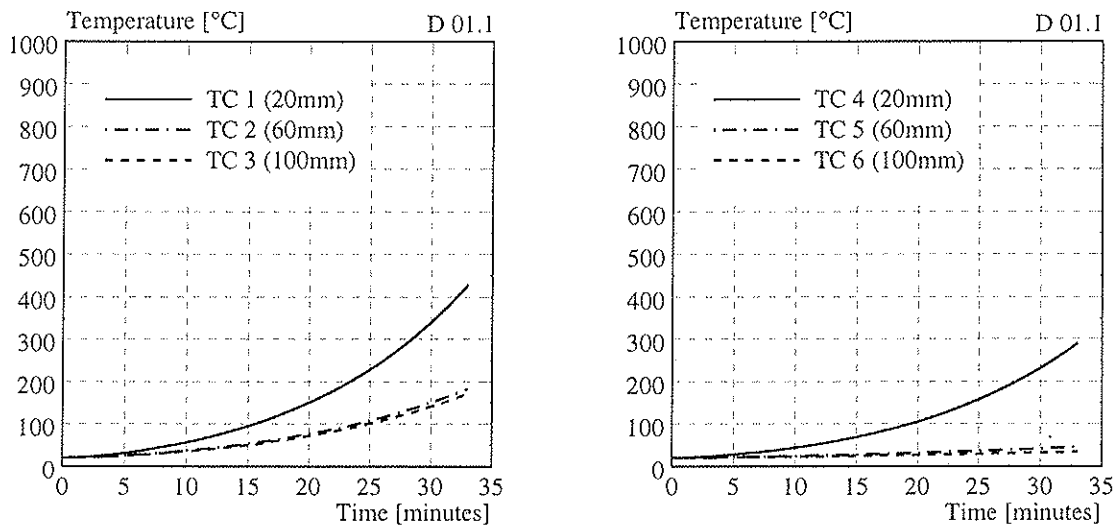 Temperature [°C] D 01.1
1000
900
800
700
600
500
400
300
200
100
0
TC 1 (20mm)
TC 2 (60mm)
TC 3 (100mm)
0 5 10 15 20 25 30 35
Time [minutes]
Temperature [°C] D 01.1
1000
900
800
700
600
500
400
300
200
100
0
TC 4 (20mm)
TC 5 (60mm)
TC 6 (100mm)
0 5 10 15 20 25 30 35
Time [minutes]